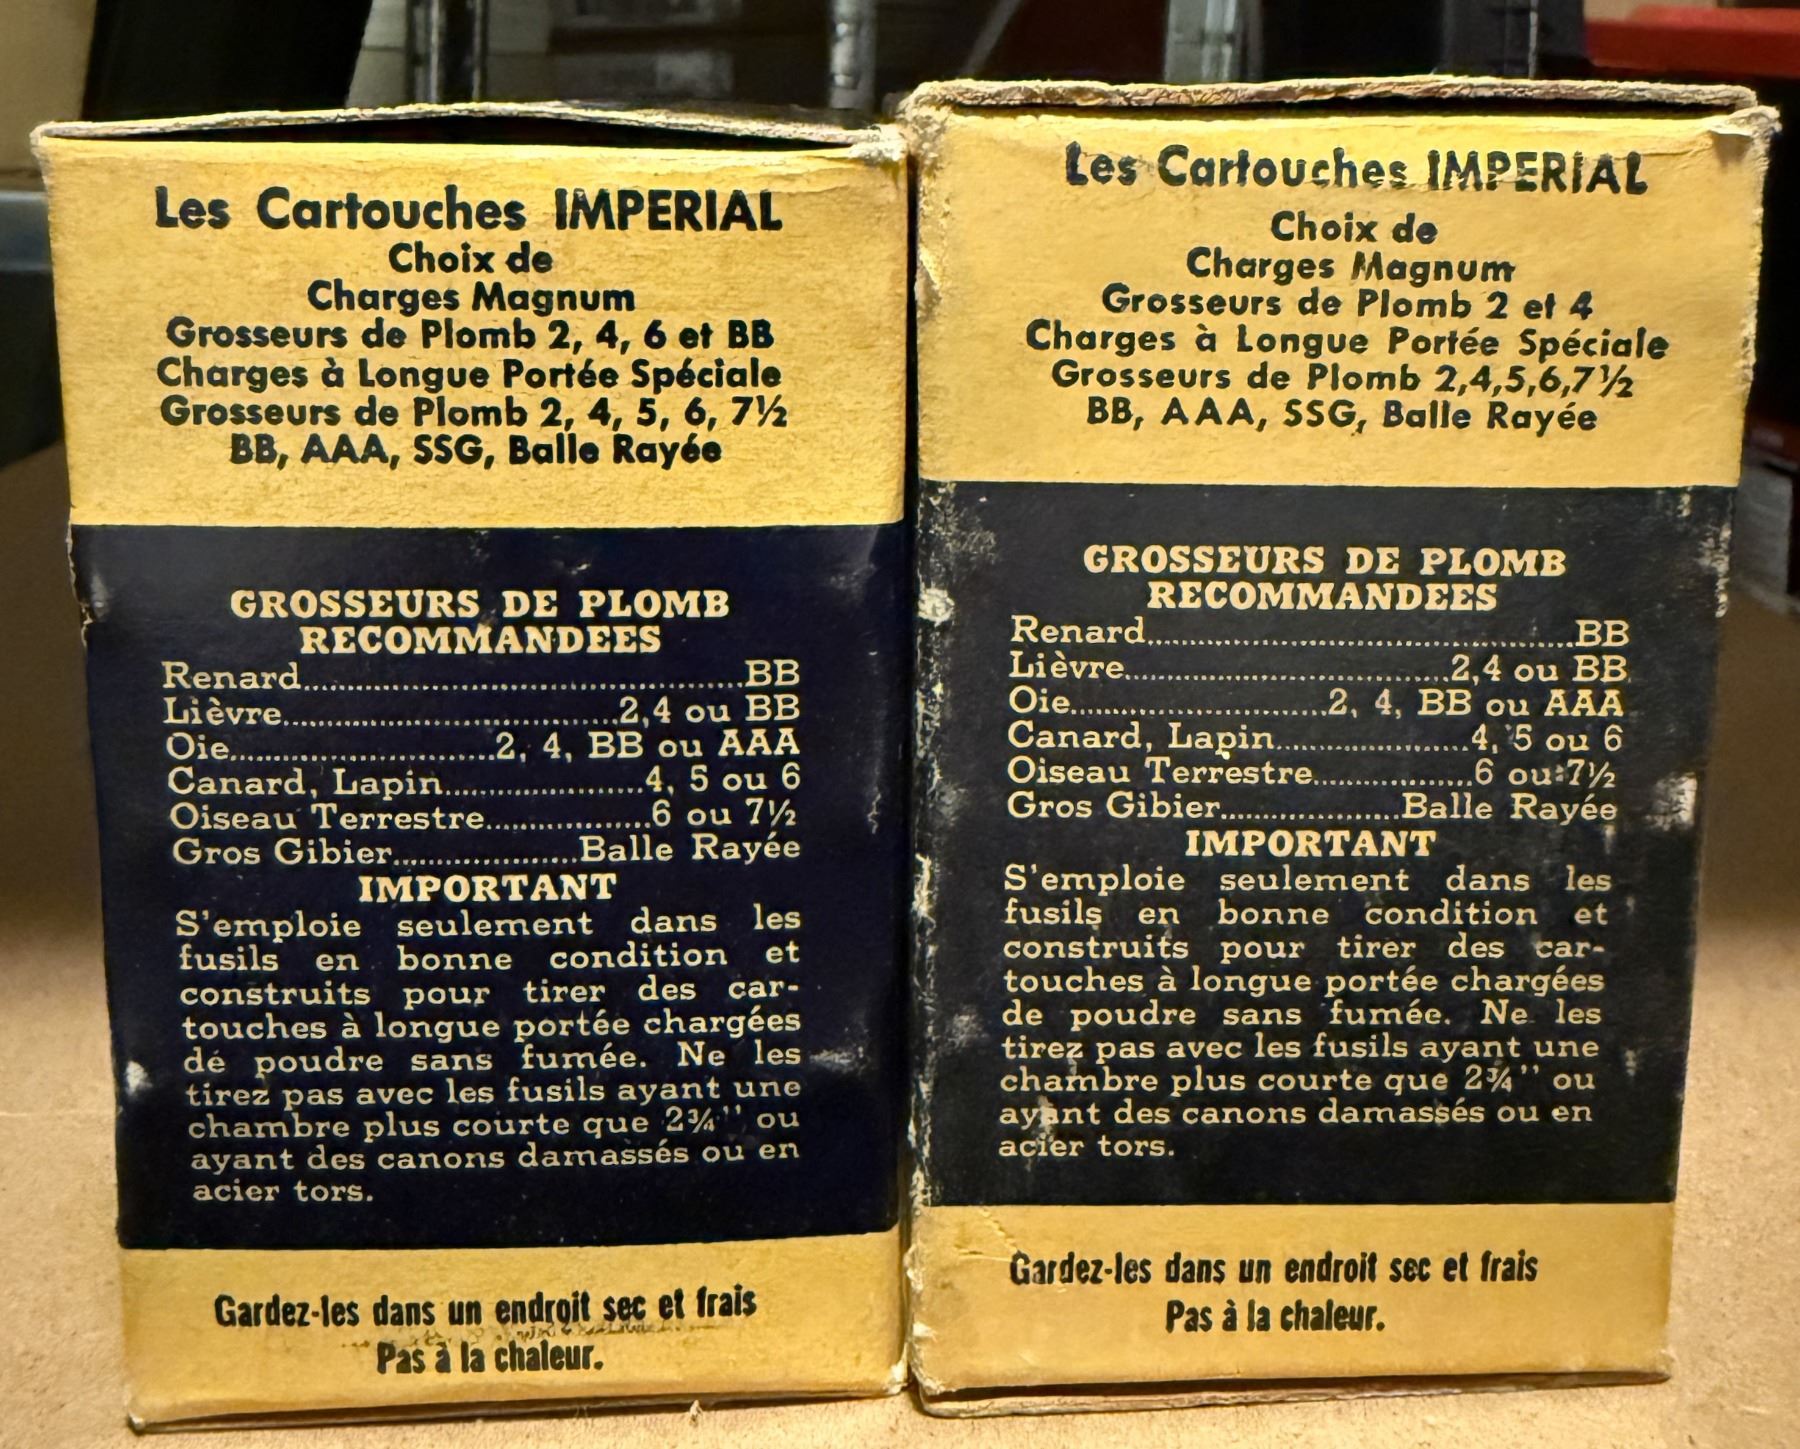 Les Cartouches IMPERIAL
Choix de
Charges Magnum
Grosseurs de Plomb 2, 4, 6 et BB
Charges à Longue Portée Spéciale
Grosseurs de Plomb 2, 4, 5, 6, 7½
BB, AAA, SSG, Balle Rayée
GROSSEURS DE PLOMB
RECOMMANDEES
Renard............................................BB
Lièvre..................................2,4 ou BB
Oie..........................2, 4, BB ou AAA
Canard, Lapin.....................4, 5 ou 6
Oiseau Terrestre.................6 ou 7½
Gros Gibier...................Balle Rayée
IMPORTANT
S'emploie seulement dans les
fusils en bonne condition et
construits pour tirer des car-
touches à longue portée chargées
de poudre sans fumée. Ne les
tirez pas avec les fusils ayant une
chambre plus courte que 2¾'' ou
ayant des canons damassés ou en
acier tors.
Gardez-les dans un endroit sec et frais
Pas à la chaleur.
Les Cartouches IMPERIAL
Choix de
Charges Magnum
Grosseurs de Plomb 2 et 4
Charges à Longue Portée Spéciale
Grosseurs de Plomb 2,4,5,6,7½
BB, AAA, SSG, Balle Rayée
GROSSEURS DE PLOMB
RECOMMANDEES
Renard............................................BB
Lièvre..................................2,4 ou BB
Oie..........................2, 4, BB ou AAA
Canard, Lapin....................4, 5 ou 6
Oiseau Terrestre.................6 ou 7½
Gros Gibier...................Balle Rayée
IMPORTANT
S'emploie seulement dans les
fusils en bonne condition et
construits pour tirer des car-
touches à longue portée chargées
de poudre sans fumée. Ne les
tirez pas avec les fusils ayant une
chambre plus courte que 2¾'' ou
ayant des canons damassés ou en
acier tors.
Gardez-les dans un endroit sec et frais
Pas à la chaleur.